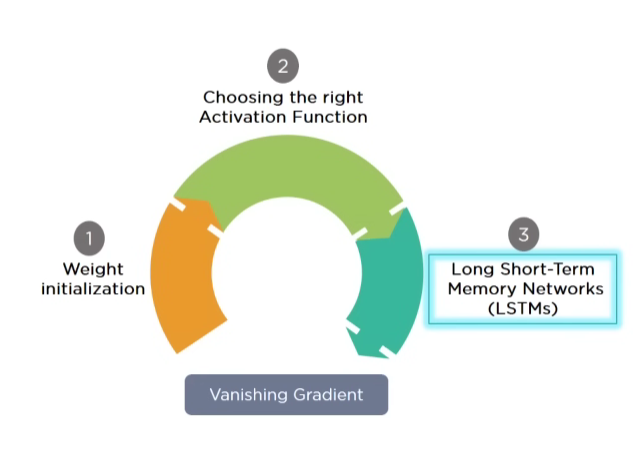 2
Choosing the right
Activation Function
1
Weight
initialization
3
Long Short-Term
Memory Networks
(LSTMs)
Vanishing Gradient